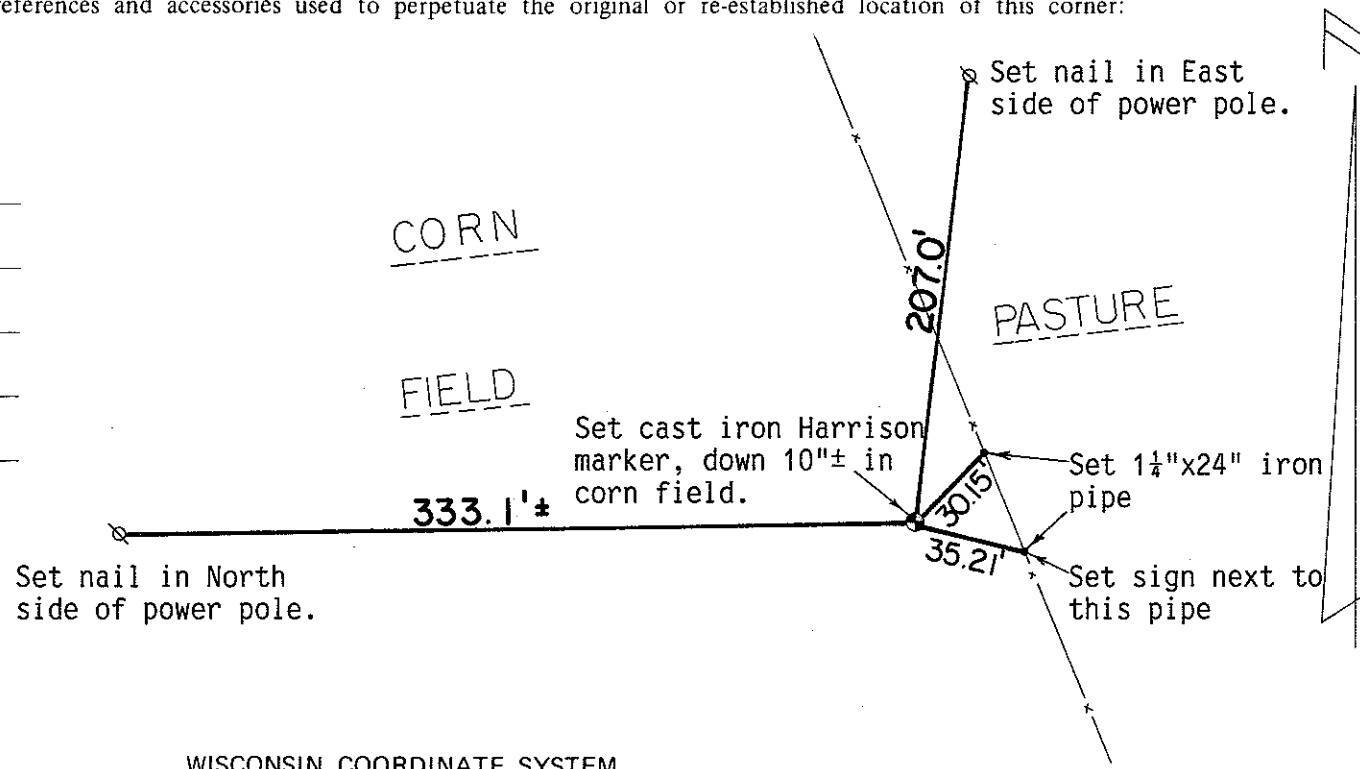 eferences and accessories used to perpetuate the original or re-established location of this corner:
Set nail in East
side of power pole.
CORN
207.0'
PASTURE
FIELD
Set cast iron Harrison
marker, down 10"± in
corn field.
Set 1¼"x24" iron
pipe
30.15'
333.1'±
35.21'
Set nail in North
side of power pole.
Set sign next to
this pipe
WISCONSIN COORDINATE SYSTEM